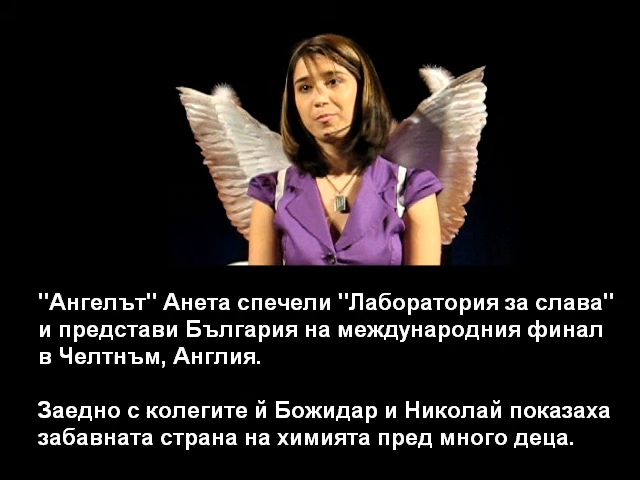 "Ангелът" Анета спечели "Лаборатория за слава"
и представи България на международния финал
в Челтнъм, Англия.
Заедно с колегите й Божидар и Николай показаха
забавната страна на химията пред много деца.